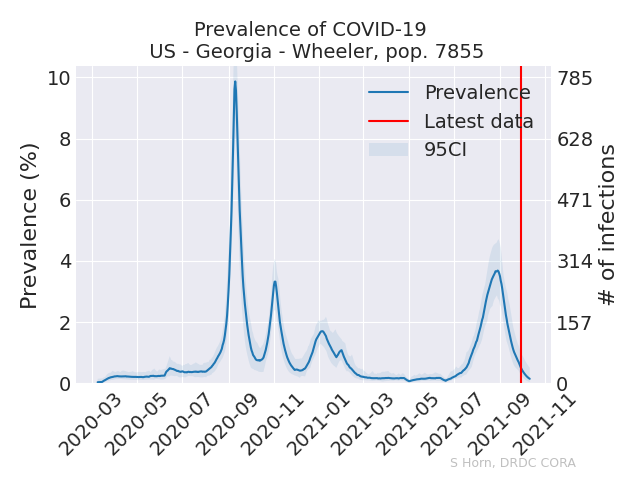 Prevalence of COVID-19
US - Georgia - Wheeler, pop. 7855
Prevalence (%)
10
8
6
4
2
0
785
628
471
314
157
0
# of infections
Prevalence
Latest data
95CI
2020-03
2020-05
2020-07
2020-09
2020-11
2021-01
2021-03
2021-05
2021-07
2021-09
2021-11
S Horn, DRDC CORA